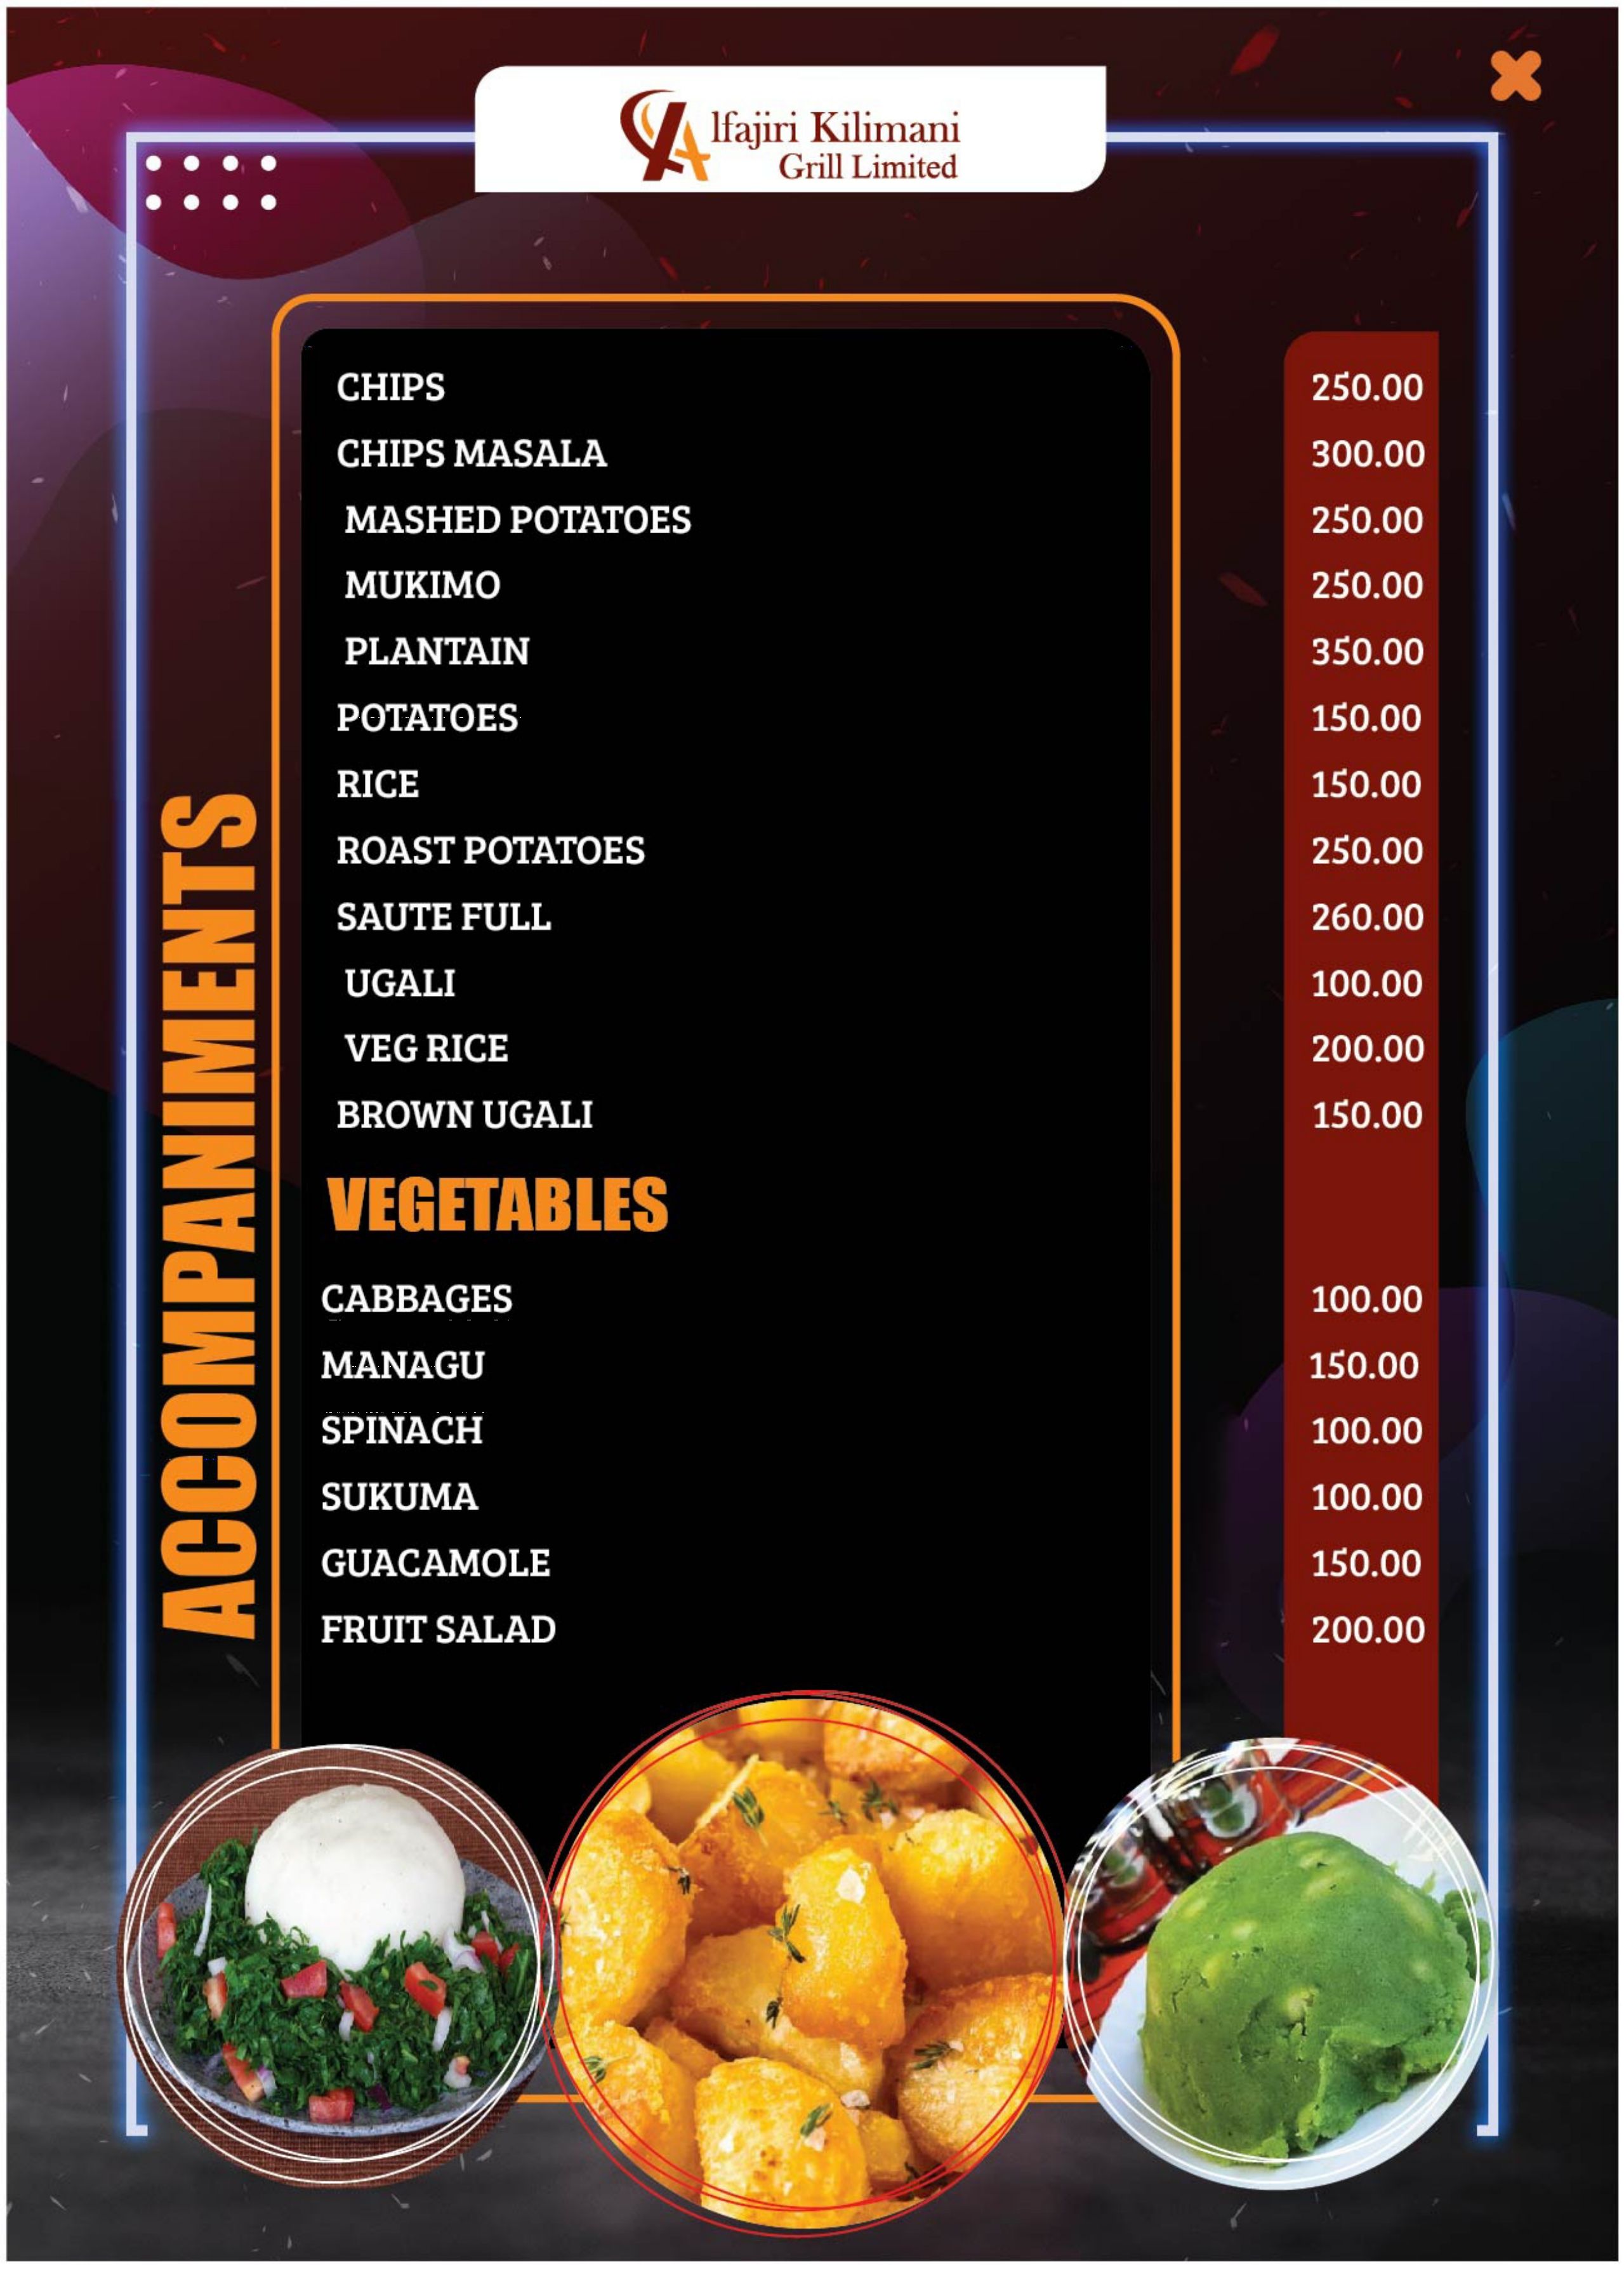 Alfajiri Kilimani
Grill Limited
ACCOMPANIMENTS
CHIPS 250.00
CHIPS MASALA 300.00
MASHED POTATOES 250.00
MUKIMO 250.00
PLANTAIN 350.00
POTATOES 150.00
RICE 150.00
ROAST POTATOES 250.00
SAUTE FULL 260.00
UGALI 100.00
VEG RICE 200.00
BROWN UGALI 150.00
VEGETABLES
CABBAGES 100.00
MANAGU 150.00
SPINACH 100.00
SUKUMA 100.00
GUACAMOLE 150.00
FRUIT SALAD 200.00